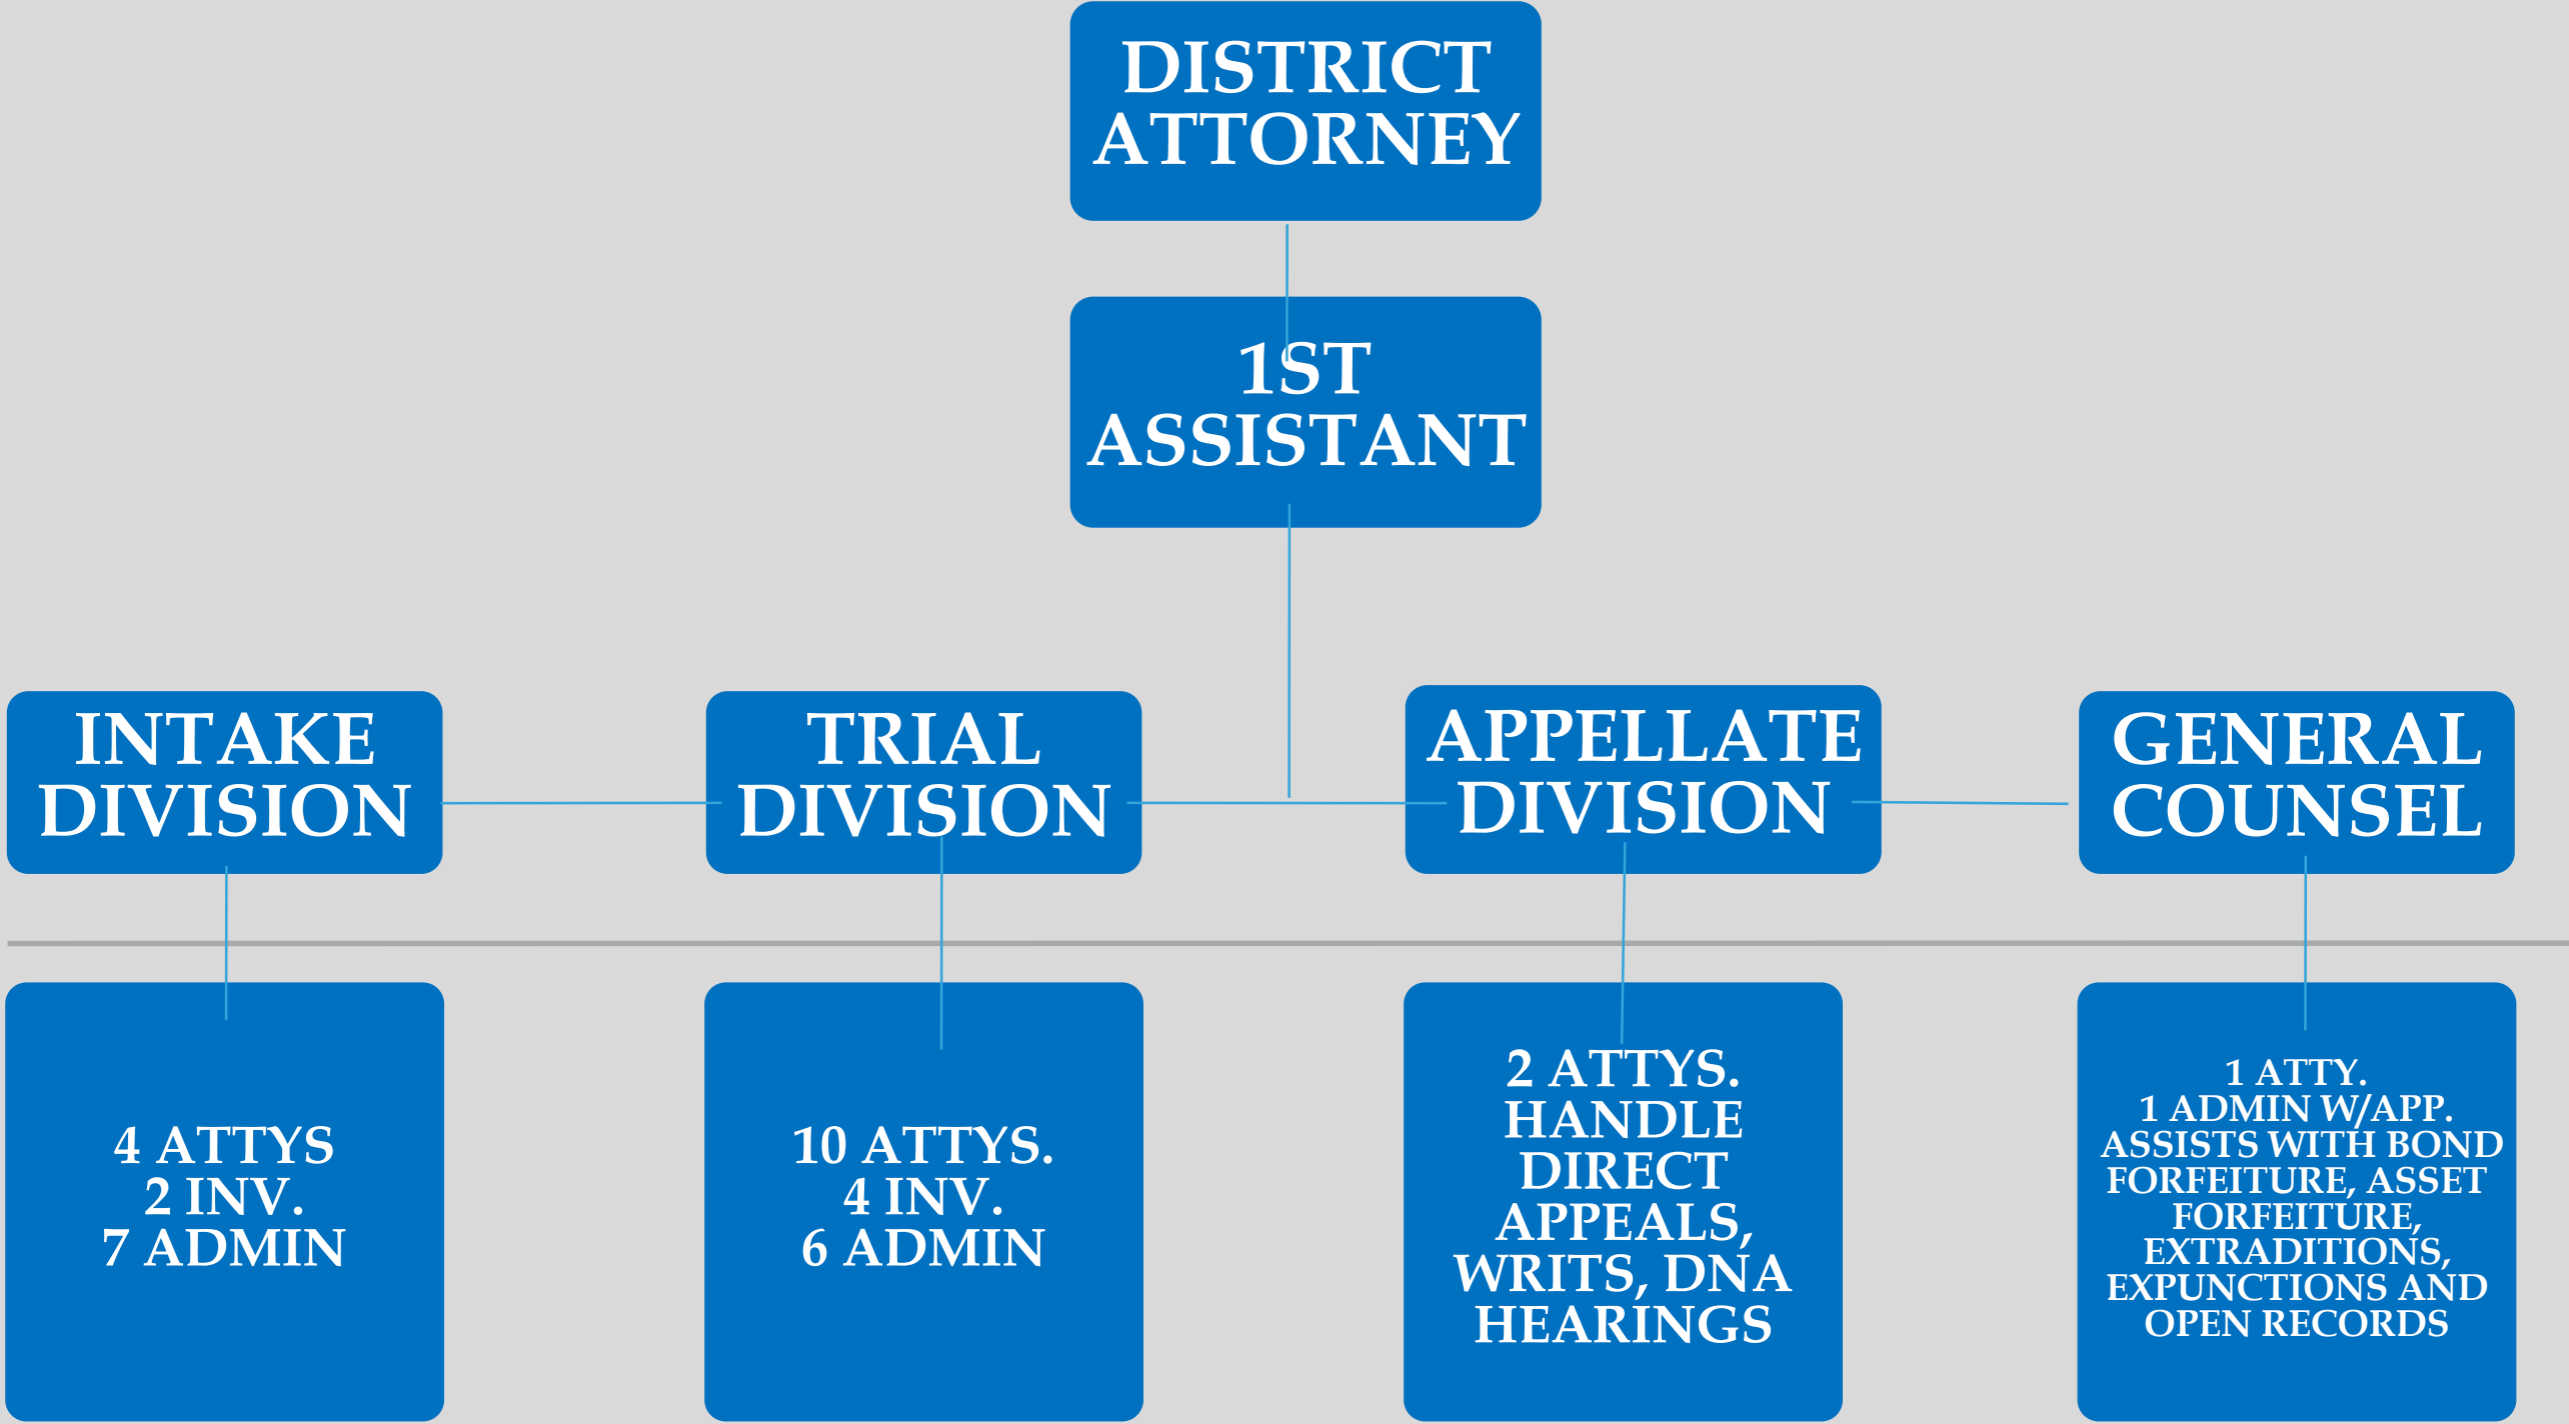 DISTRICT
ATTORNEY
1ST
ASSISTANT
INTAKE
DIVISION
TRIAL
DIVISION
APPELLATE
DIVISION
GENERAL
COUNSEL
4 ATTYS
2 INV.
7 ADMIN
10 ATTYS.
4 INV.
6 ADMIN
2 ATTYS.
HANDLE
DIRECT
APPEALS,
WRITS, DNA
HEARINGS
1 ATTY.
1 ADMIN W/APP.
ASSISTS WITH BOND
FORFEITURE, ASSET
FORFEITURE,
EXTRADITIONS,
EXPUNCTIONS AND
OPEN RECORDS